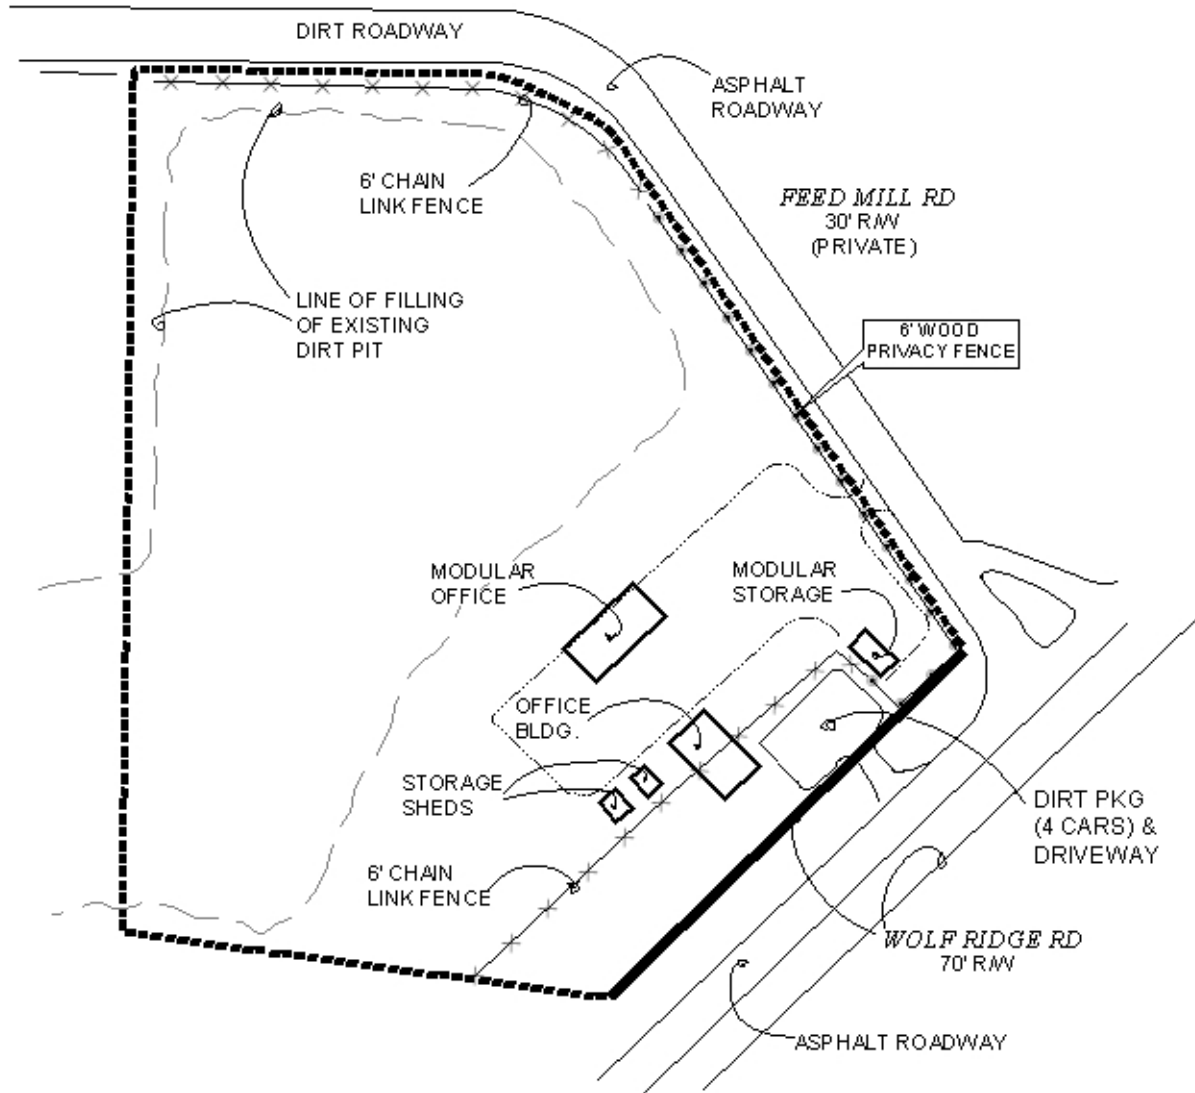 DIRT ROADWAY
ASPHALT
ROADWAY
6' CHAIN
LINK FENCE
FEED MILL RD
30' R/W
(PRIVATE)
LINE OF FILLING
OF EXISTING
DIRT PIT
6' WOOD
PRIVACY FENCE
MODULAR
OFFICE
MODULAR
STORAGE
OFFICE
BLDG.
STORAGE
SHEDS
DIRT PKG
(4 CARS) &
DRIVEWAY
6' CHAIN
LINK FENCE
WOLF RIDGE RD
70' R/W
ASPHALT ROADWAY